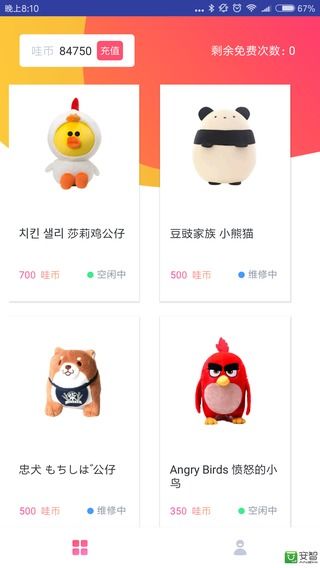 晚上8:10
67%
哇币 84750 充值
剩余免费次数: 0
치킨 샐리 莎莉鸡公仔
700 哇币 空闲中
豆豉家族 小熊猫
500 哇币 维修中
忠犬 もちしば 公仔
500 哇币 维修中
Angry Birds 愤怒的小
鸟
350 哇币 空闲中
安智